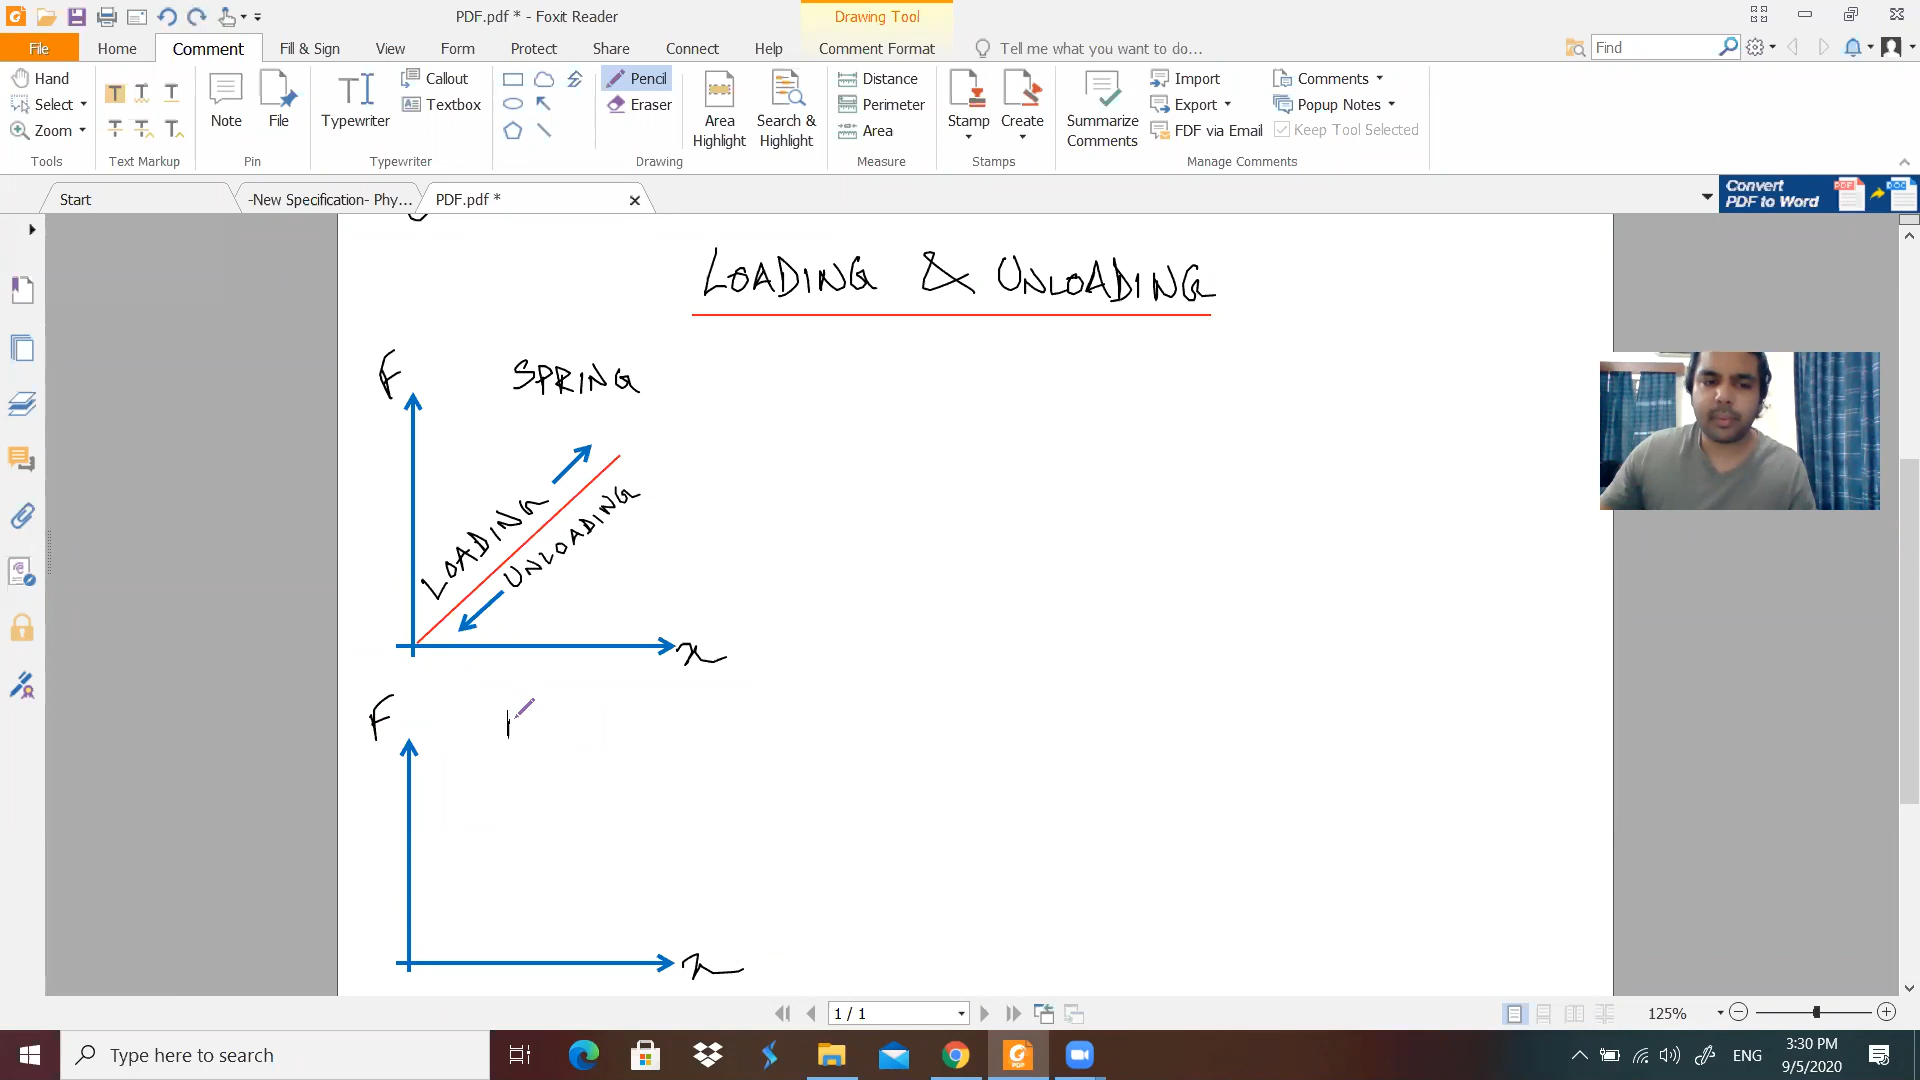 PDF.pdf * - Foxit Reader
Drawing Tool
File Home Comment Fill & Sign View Form Protect Share Connect Help Comment Format Tell me what you want to do... Find
Hand
Select
Zoom
Tools
Text Markup
Note
File
Pin
Typewriter
Callout
Textbox
Typewriter
Pencil
Eraser
Area Highlight
Search & Highlight
Drawing
Distance
Perimeter
Area
Measure
Stamp
Create
Stamps
Summarize Comments
Import
Export
FDF via Email
Comments
Popup Notes
Keep Tool Selected
Manage Comments
Start
-New Specification- Phy...
PDF.pdf *
Convert
PDF to Word
LOADING & UNLOADING
F
SPRING
LOADING
UNLOADING
x
F
x
1 / 1
125%
Type here to search
ENG
3:30 PM
9/5/2020